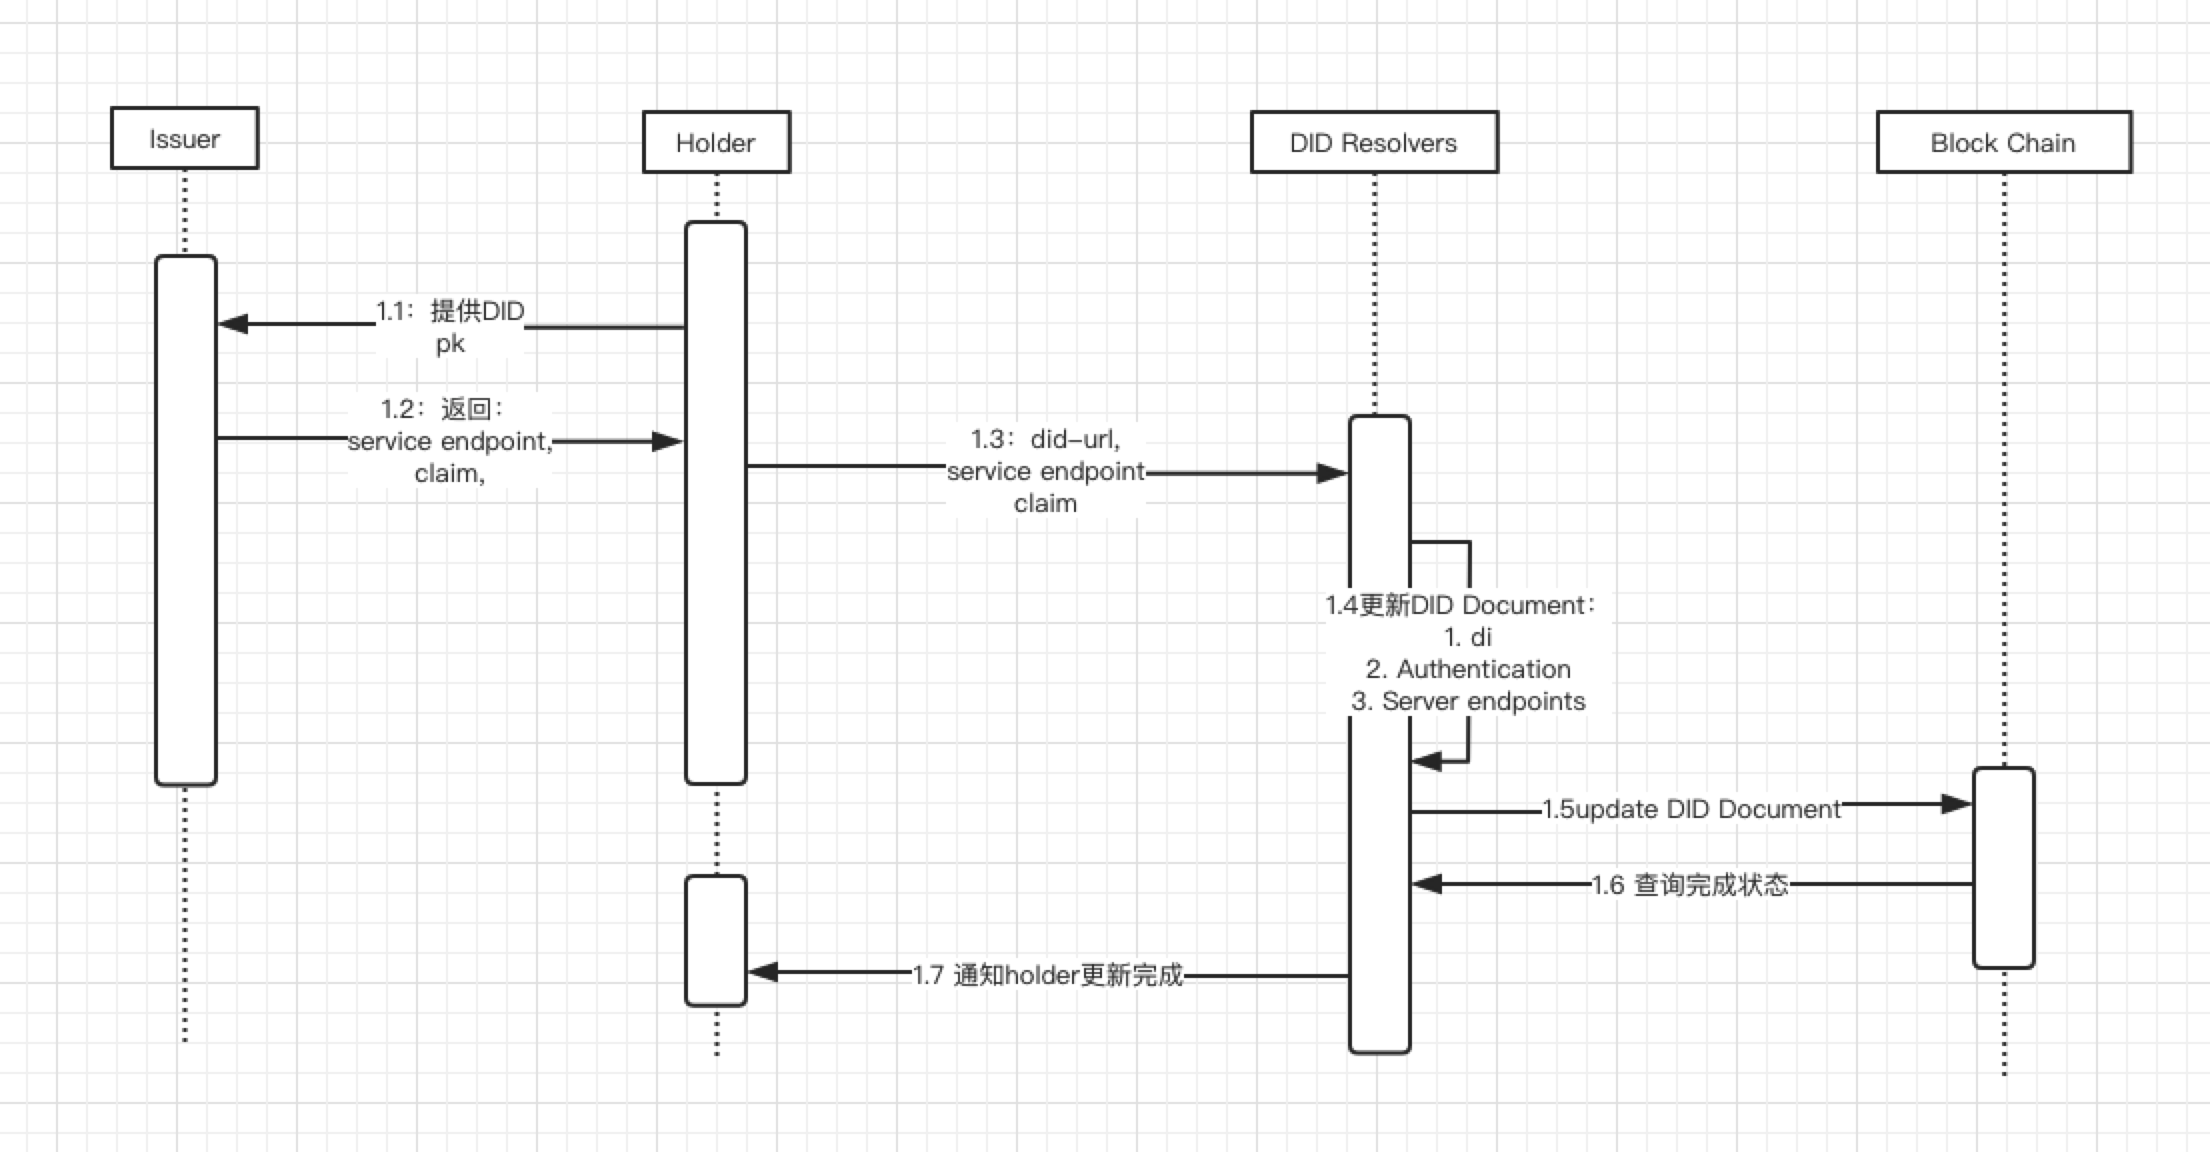 Issuer
Holder
DID Resolvers
Block Chain
1.1：提供DID
pk
1.2：返回：
service endpoint,
claim,
1.3：did-url,
service endpoint
claim
1.4更新DID Document：
1. di
2. Authentication
3. Server endpoints
1.5update DID Document
1.6 查询完成状态
1.7 通知holder更新完成